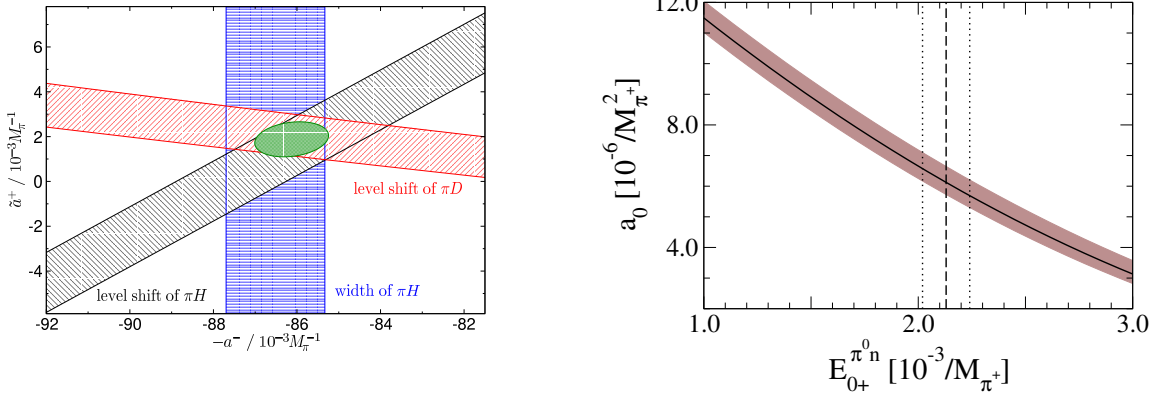 6
4
2
0
-2
-4
ã⁺ / 10⁻³M_π⁻¹
level shift of πD
level shift of πH
width of πH
-92
-90
-88
-86
-84
-82
−a⁻ / 10⁻³M_π⁻¹
12.0
8.0
4.0
a₀ [10⁻⁶/M²_π⁺]
1.0
2.0
3.0
E₀₊^π⁰n [10⁻³/M_π⁺]